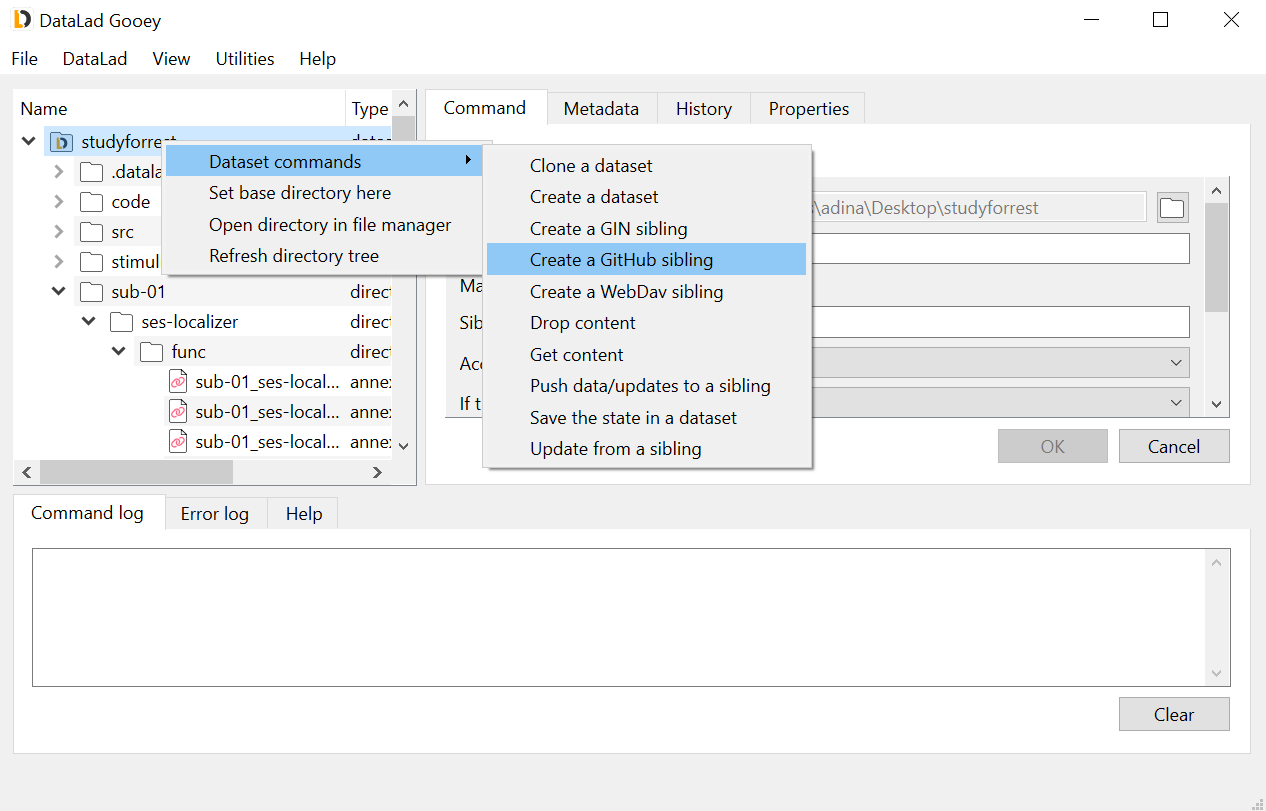 DataLad Gooey
File DataLad View Utilities Help
Name Type
Command Metadata History Properties
studyforrest
.datala
code
src
stimul
sub-01 direct
ses-localizer direct
func direct
sub-01_ses-local... annex
sub-01_ses-local... annex
sub-01_ses-local... annex
Dataset commands
Set base directory here
Open directory in file manager
Refresh directory tree
Clone a dataset
Create a dataset
Create a GIN sibling
Create a GitHub sibling
Create a WebDav sibling
Drop content
Get content
Push data/updates to a sibling
Save the state in a dataset
Update from a sibling
\adina\Desktop\studyforrest
Ma
Sib
Acc
If t
OK Cancel
Command log Error log Help
Clear